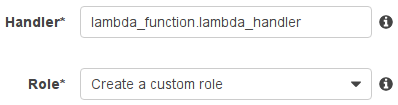 Handler* lambda_function.lambda_handler
Role* Create a custom role